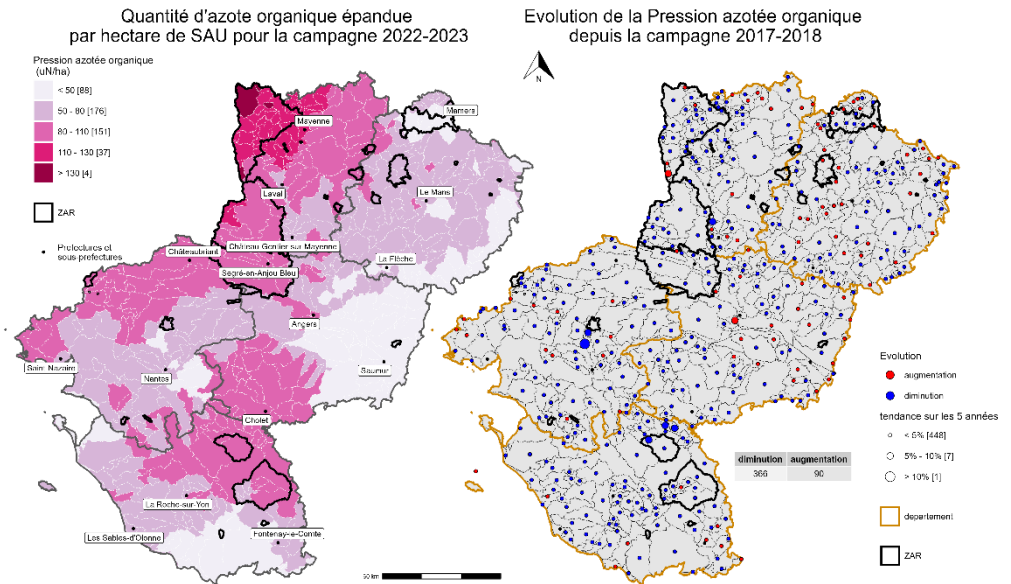 Quantité d'azote organique épandue
par hectare de SAU pour la campagne 2022-2023
Evolution de la Pression azotée organique
depuis la campagne 2017-2018
Pression azotée organique
(uN/ha)
< 50 [88]
50 - 80 [176]
80 - 110 [151]
110 - 130 [37]
> 130 [4]
ZAR
Préfectures et
sous-préfectures
N
Mamers
Mayenne
Le Mans
Laval
Château-Gontier sur Mayenne
Châteaubriant
La Flèche
Segré-en-Anjou Bleu
Angers
Saint Nazaire
Saumur
Nantes
Cholet
La Roche-sur-Yon
Les Sables-d'Olonne
Fontenay-le-Comte
50 km
Evolution
augmentation
diminution
tendance sur les 5 années
< 5% [448]
5% - 10% [7]
> 10% [1]
departement
ZAR
diminution augmentation
366 90